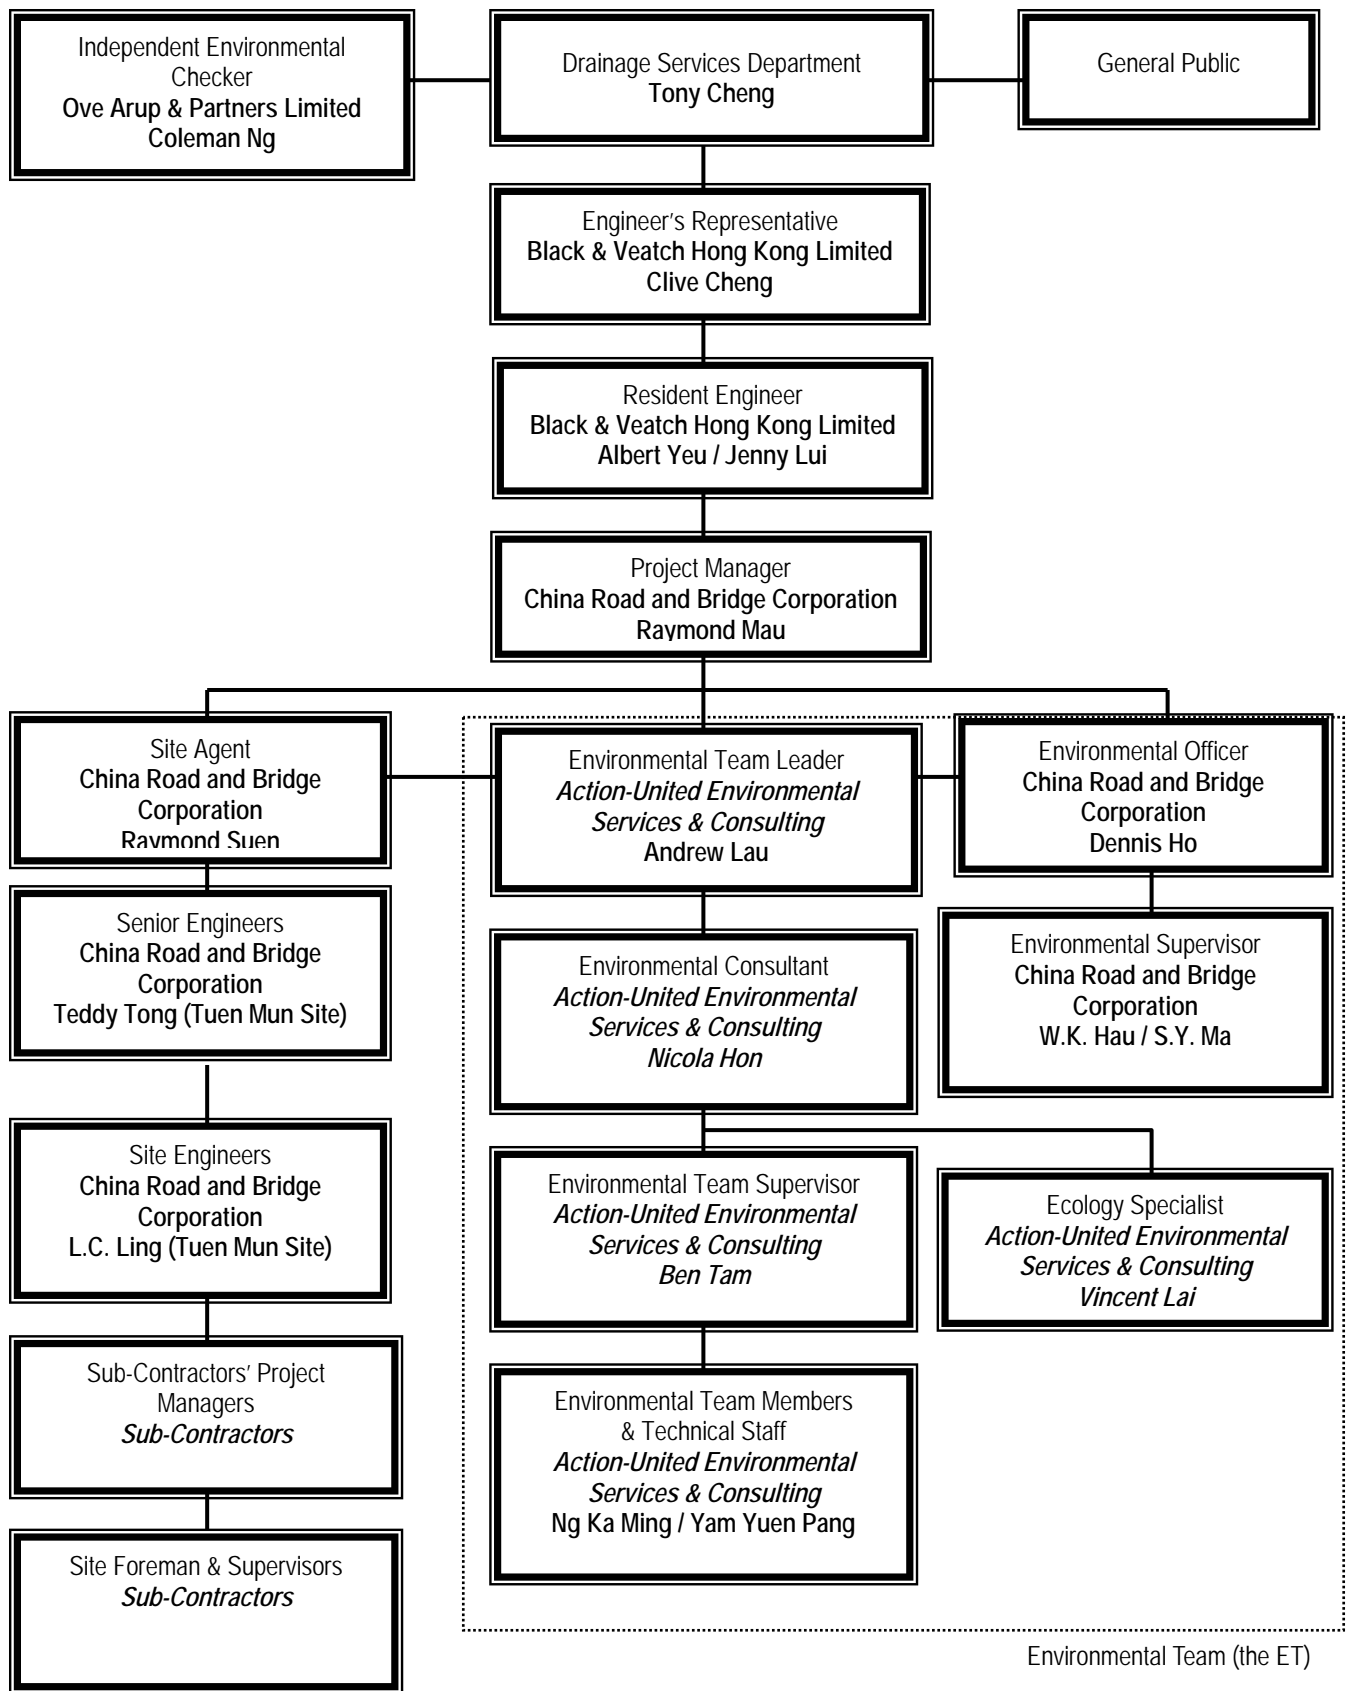 Independent Environmental
Checker
Ove Arup & Partners Limited
Coleman Ng
Drainage Services Department
Tony Cheng
General Public
Engineer's Representative
Black & Veatch Hong Kong Limited
Clive Cheng
Resident Engineer
Black & Veatch Hong Kong Limited
Albert Yeu / Jenny Lui
Project Manager
China Road and Bridge Corporation
Raymond Mau
Site Agent
China Road and Bridge
Corporation
Raymond Suen
Environmental Team Leader
Action-United Environmental
Services & Consulting
Andrew Lau
Environmental Officer
China Road and Bridge
Corporation
Dennis Ho
Senior Engineers
China Road and Bridge
Corporation
Teddy Tong (Tuen Mun Site)
Environmental Consultant
Action-United Environmental
Services & Consulting
Nicola Hon
Environmental Supervisor
China Road and Bridge
Corporation
W.K. Hau / S.Y. Ma
Site Engineers
China Road and Bridge
Corporation
L.C. Ling (Tuen Mun Site)
Environmental Team Supervisor
Action-United Environmental
Services & Consulting
Ben Tam
Ecology Specialist
Action-United Environmental
Services & Consulting
Vincent Lai
Sub-Contractors' Project
Managers
Sub-Contractors
Environmental Team Members
& Technical Staff
Action-United Environmental
Services & Consulting
Ng Ka Ming / Yam Yuen Pang
Site Foreman & Supervisors
Sub-Contractors
Environmental Team (the ET)